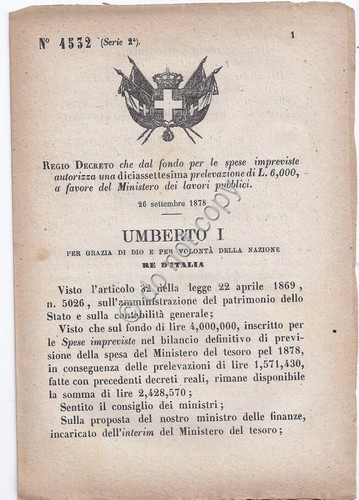 N° 4532 (Serie 2ª).
1
REGIO DECRETO che dal fondo per le spese impreviste
autorizza una diciassettesima prelevazione di L. 6,000,
a favore del Ministero dei lavori pubblici.
26 settembre 1878
UMBERTO I
PER GRAZIA DI DIO E PER VOLONTÀ DELLA NAZIONE
RE D'ITALIA
Visto l'articolo 32 della legge 22 aprile 1869,
n. 5026, sull'amministrazione del patrimonio dello
Stato e sulla contabilità generale;
Visto che sul fondo di lire 4,000,000, inscritto per
le Spese impreviste nel bilancio definitivo di previ-
sione della spesa del Ministero del tesoro pel 1878,
in conseguenza delle prelevazioni di lire 1,571,430,
fatte con precedenti decreti reali, rimane disponibile
la somma di lire 2,428,570;
Sentito il consiglio dei ministri;
Sulla proposta del nostro ministro delle finanze,
incaricato dell'interim del Ministero del tesoro;
© do not copy